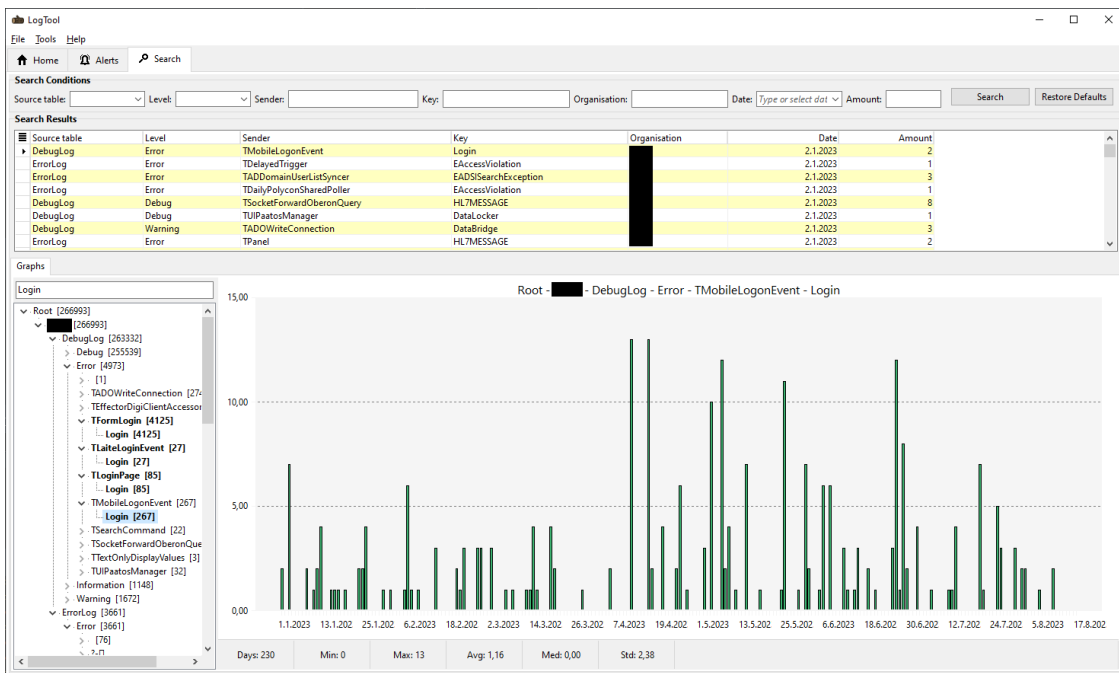 LogTool
File Tools Help
Home Alerts Search
Search Conditions
Source table: Level: Sender: Key: Organisation: Date: Type or select dat Amount: Search Restore Defaults
Search Results
Source table Level Sender Key Organisation Date Amount
DebugLog Error TMobileLogonEvent Login 2.1.2023 2
ErrorLog Error TDelayedTrigger EAccessViolation 2.1.2023 1
ErrorLog Error TADDomainUserListSyncer EADSISearchException 2.1.2023 3
ErrorLog Error TDailyPolyconSharedPoller EAccessViolation 2.1.2023 1
DebugLog Debug TSocketForwardOberonQuery HL7MESSAGE 2.1.2023 8
DebugLog Debug TUIPaatosManager DataLocker 2.1.2023 1
DebugLog Warning TADOWriteConnection DataBridge 2.1.2023 3
ErrorLog Error TPanel HL7MESSAGE 2.1.2023 2
Graphs
Login
Root [266993]
[266993]
DebugLog [263332]
Debug [255539]
Error [4973]
[1]
TADOWriteConnection [274
TEffectorDigiClientAccessor
TFormLogin [4125]
Login [4125]
TLaiteLoginEvent [27]
Login [27]
TLoginPage [85]
Login [85]
TMobileLogonEvent [267]
Login [267]
TSearchCommand [22]
TSocketForwardOberonQue
TTextOnlyDisplayValues [3]
TUIPaatosManager [32]
Information [1148]
Warning [1672]
ErrorLog [3661]
Error [3661]
[76]
Root - - DebugLog - Error - TMobileLogonEvent - Login
15,00
10,00
5,00
0,00
1.1.2023 13.1.202 25.1.202 6.2.2023 18.2.202 2.3.2023 14.3.202 26.3.202 7.4.2023 19.4.202 1.5.2023 13.5.202 25.5.202 6.6.2023 18.6.202 30.6.202 12.7.202 24.7.202 5.8.2023 17.8.202
Days: 230 Min: 0 Max: 13 Avg: 1,16 Med: 0,00 Std: 2,38